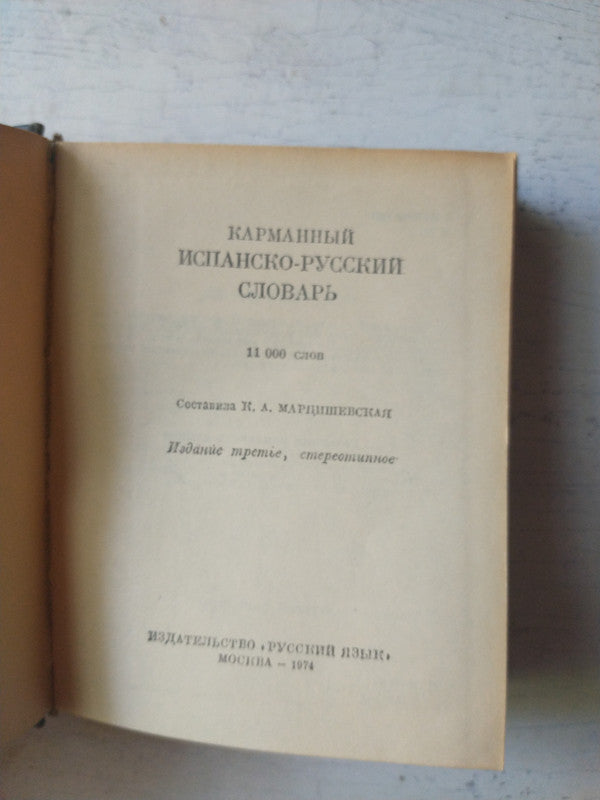 КАРМАННЫЙ
ИСПАНСКО-РУССКИЙ
СЛОВАРЬ
11 000 слов
Составила К. А. МАРЦИШЕВСКАЯ
Издание третье, стереотипное
ИЗДАТЕЛЬСТВО «РУССКИЙ ЯЗЫК»
МОСКВА — 1974